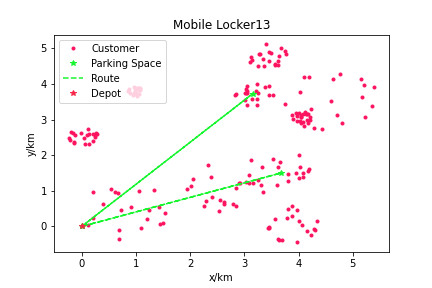 Mobile Locker13
Customer
Parking Space
Route
Depot
y/km
5
4
3
2
1
0
0
1
2
3
4
5
x/km